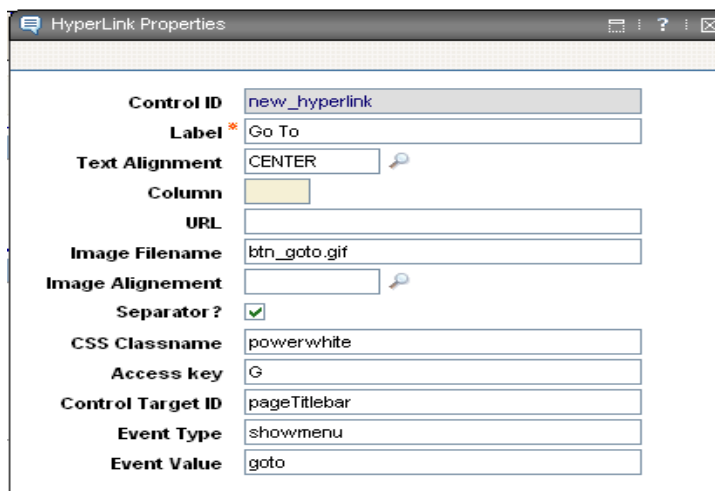 HyperLink Properties ?
Control ID new_hyperlink
Label * Go To
Text Alignment CENTER
Column
URL
Image Filename btn_goto.gif
Image Alignement
Separator?
CSS Classname powerwhite
Access key G
Control Target ID pageTitlebar
Event Type showmenu
Event Value goto